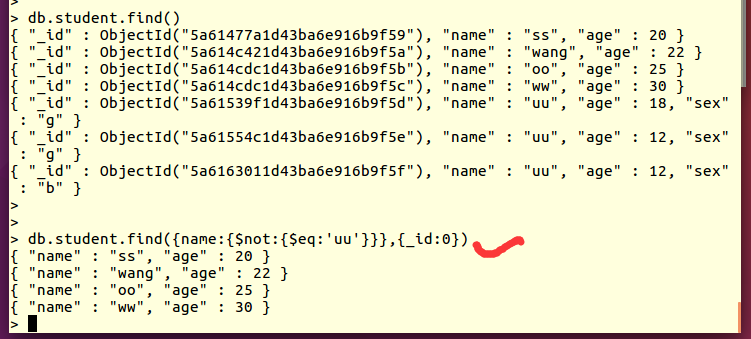 >
> db.student.find()
{ "_id" : ObjectId("5a61477a1d43ba6e916b9f59"), "name" : "ss", "age" : 20 }
{ "_id" : ObjectId("5a614c421d43ba6e916b9f5a"), "name" : "wang", "age" : 22 }
{ "_id" : ObjectId("5a614cdc1d43ba6e916b9f5b"), "name" : "oo", "age" : 25 }
{ "_id" : ObjectId("5a614cdc1d43ba6e916b9f5c"), "name" : "ww", "age" : 30 }
{ "_id" : ObjectId("5a61539f1d43ba6e916b9f5d"), "name" : "uu", "age" : 18, "sex"
: "g" }
{ "_id" : ObjectId("5a61554c1d43ba6e916b9f5e"), "name" : "uu", "age" : 12, "sex"
: "g" }
{ "_id" : ObjectId("5a6163011d43ba6e916b9f5f"), "name" : "uu", "age" : 12, "sex"
: "b" }
>
>
> db.student.find({name:{$not:{$eq:'uu'}}},{_id:0})
{ "name" : "ss", "age" : 20 }
{ "name" : "wang", "age" : 22 }
{ "name" : "oo", "age" : 25 }
{ "name" : "ww", "age" : 30 }
>